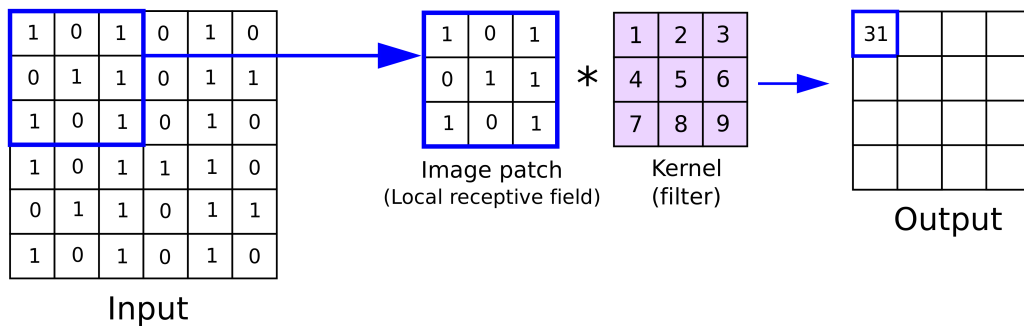 1 0 1 0 1 0
0 1 1 0 1 1
1 0 1 0 1 0
1 0 1 1 1 0
0 1 1 0 1 1
1 0 1 0 1 0
Input
1 0 1
0 1 1
1 0 1
Image patch
(Local receptive field)
*
1 2 3
4 5 6
7 8 9
Kernel
(filter)
31
Output